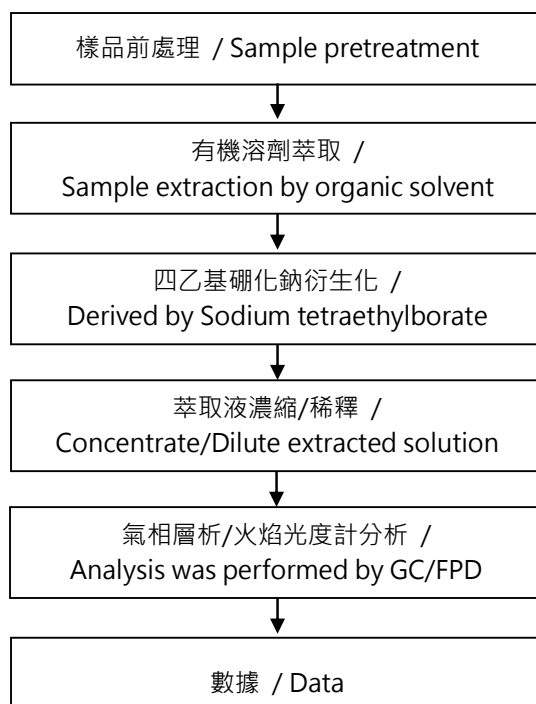 樣品前處理 / Sample pretreatment
有機溶劑萃取 /
Sample extraction by organic solvent
四乙基硼化鈉衍生化 /
Derived by Sodium tetraethylborate
萃取液濃縮/稀釋 /
Concentrate/Dilute extracted solution
氣相層析/火焰光度計分析 /
Analysis was performed by GC/FPD
數據 / Data